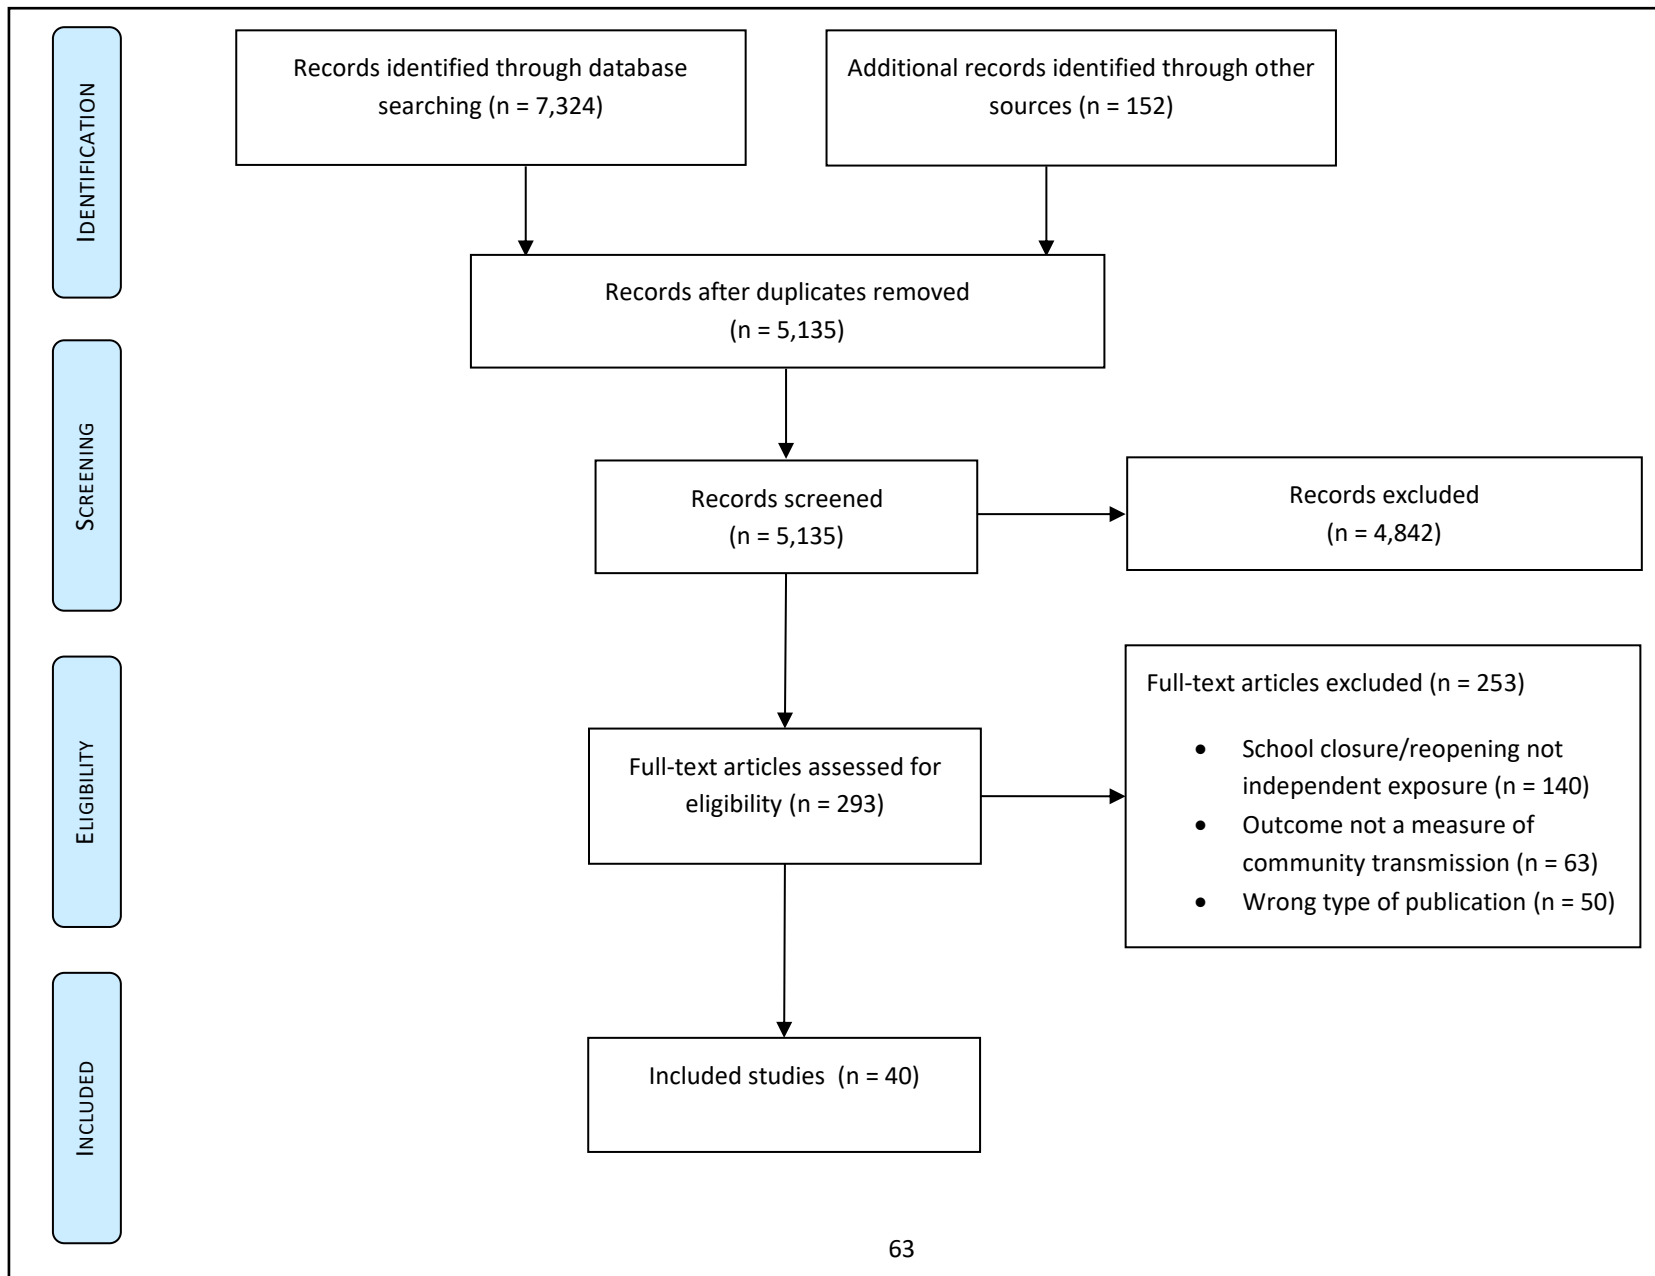 IDENTIFICATION
Records identified through database
searching (n = 7,324)
Additional records identified through other
sources (n = 152)
Records after duplicates removed
(n = 5,135)
SCREENING
Records screened
(n = 5,135)
Records excluded
(n = 4,842)
ELIGIBILITY
Full-text articles assessed for
eligibility (n = 293)
Full-text articles excluded (n = 253)
• School closure/reopening not
independent exposure (n = 140)
• Outcome not a measure of
community transmission (n = 63)
• Wrong type of publication (n = 50)
INCLUDED
Included studies  (n = 40)
63